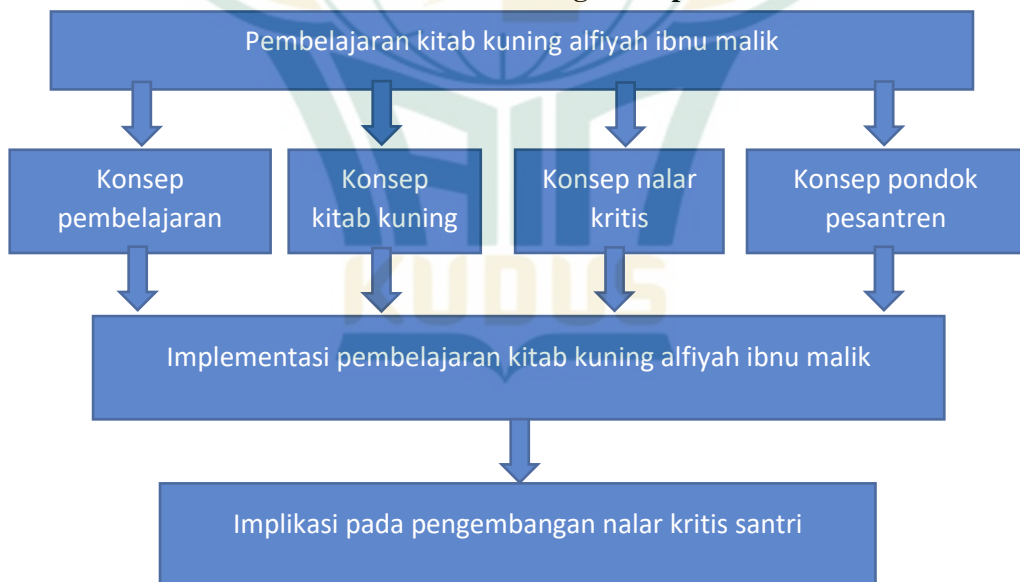 Pembelajaran kitab kuning alfiyah ibnu malik
Konsep
pembelajaran
Konsep
kitab kuning
Konsep nalar
kritis
Konsep pondok
pesantren
KUDUS
Implementasi pembelajaran kitab kuning alfiyah ibnu malik
Implikasi pada pengembangan nalar kritis santri